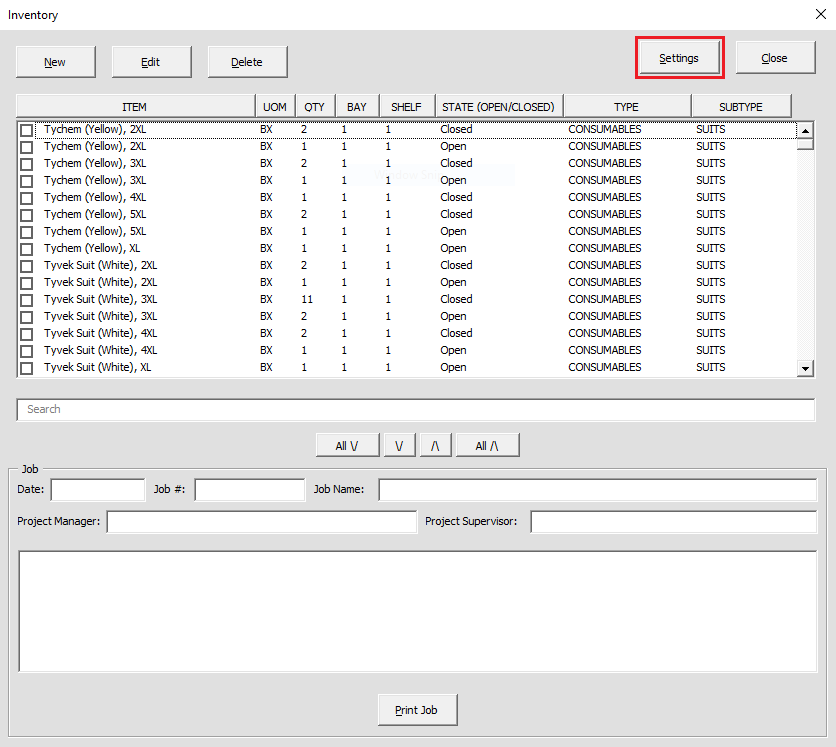 Inventory
New Edit Delete Settings Close
ITEM UOM QTY BAY SHELF STATE (OPEN/CLOSED) TYPE SUBTYPE
Tychem (Yellow), 2XL BX 2 1 1 Closed CONSUMABLES SUITS
Tychem (Yellow), 2XL BX 1 1 1 Open CONSUMABLES SUITS
Tychem (Yellow), 3XL BX 2 1 1 Closed CONSUMABLES SUITS
Tychem (Yellow), 3XL BX 1 1 1 Open CONSUMABLES SUITS
Tychem (Yellow), 4XL BX 1 1 1 Closed CONSUMABLES SUITS
Tychem (Yellow), 5XL BX 2 1 1 Closed CONSUMABLES SUITS
Tychem (Yellow), 5XL BX 1 1 1 Open CONSUMABLES SUITS
Tychem (Yellow), XL BX 1 1 1 Open CONSUMABLES SUITS
Tyvek Suit (White), 2XL BX 2 1 1 Closed CONSUMABLES SUITS
Tyvek Suit (White), 2XL BX 1 1 1 Open CONSUMABLES SUITS
Tyvek Suit (White), 3XL BX 11 1 1 Closed CONSUMABLES SUITS
Tyvek Suit (White), 3XL BX 2 1 1 Open CONSUMABLES SUITS
Tyvek Suit (White), 4XL BX 2 1 1 Closed CONSUMABLES SUITS
Tyvek Suit (White), 4XL BX 1 1 1 Open CONSUMABLES SUITS
Tyvek Suit (White), XL BX 1 1 1 Open CONSUMABLES SUITS
Search
All \/ \/ /\ All /\
Job
Date: Job #: Job Name:
Project Manager: Project Supervisor:
Print Job